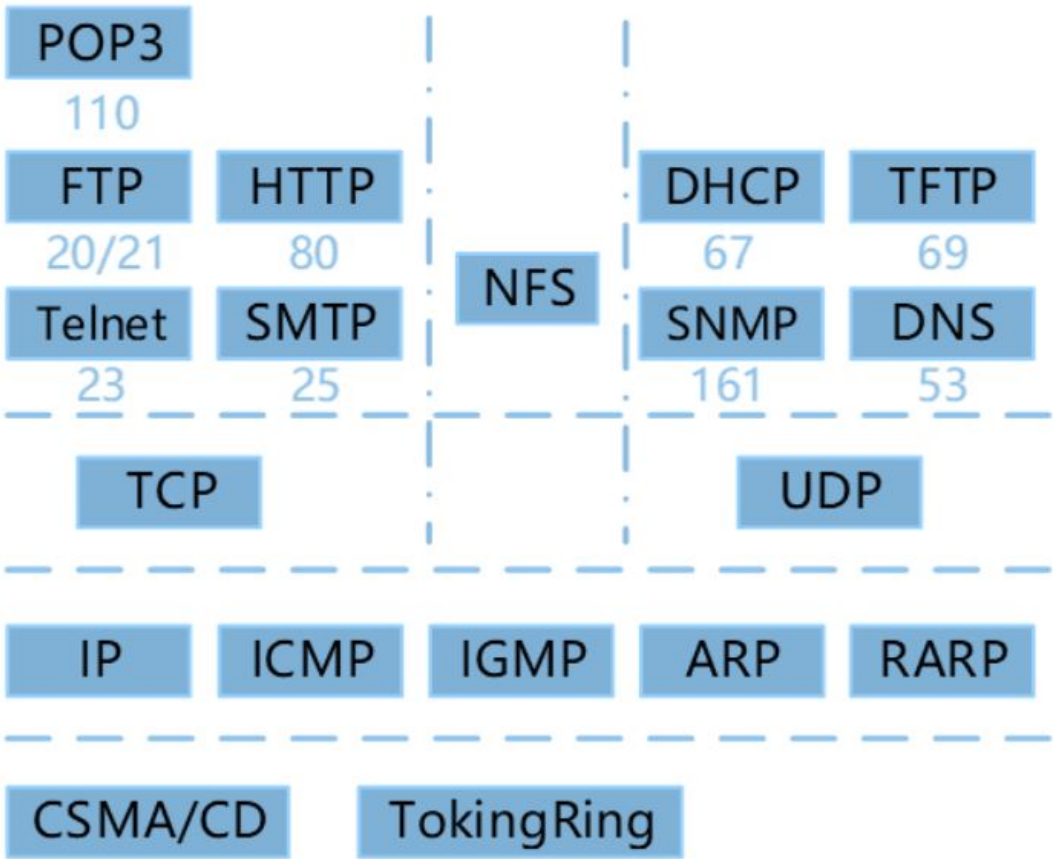 POP3
110
FTP HTTP DHCP TFTP
20/21 80 67 69
NFS
Telnet SMTP SNMP DNS
23 25 161 53
TCP UDP
IP ICMP IGMP ARP RARP
CSMA/CD TokingRing